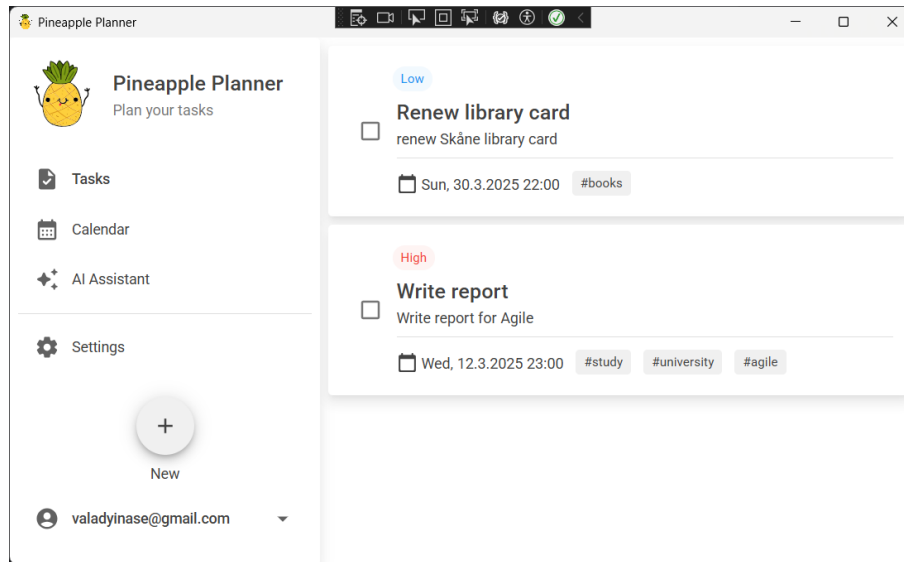 Pineapple Planner
Pineapple Planner
Plan your tasks
Tasks
Calendar
AI Assistant
Settings
New
valadyinase@gmail.com
Low
Renew library card
renew Skåne library card
Sun, 30.3.2025 22:00 #books
High
Write report
Write report for Agile
Wed, 12.3.2025 23:00 #study #university #agile